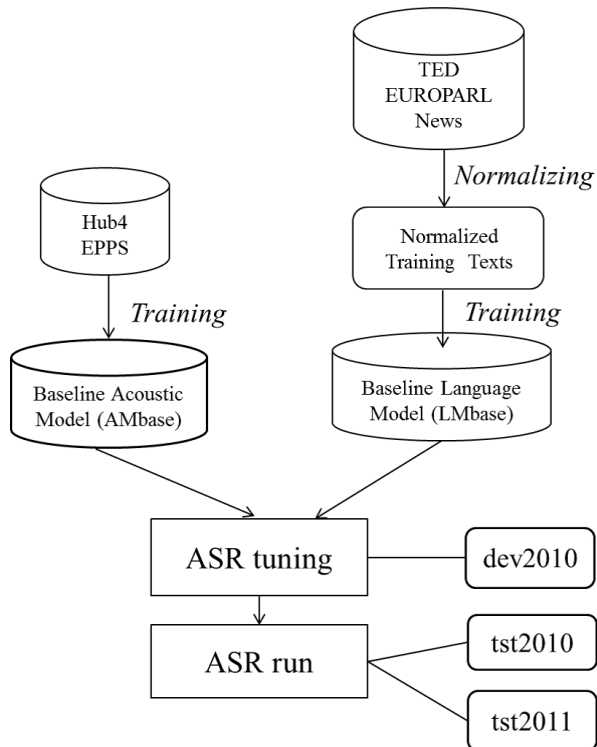 TED
EUROPARL
News
Normalizing
Hub4
EPPS
Normalized
Training Texts
Training
Training
Baseline Acoustic
Model (AMbase)
Baseline Language
Model (LMbase)
ASR tuning
dev2010
ASR run
tst2010
tst2011